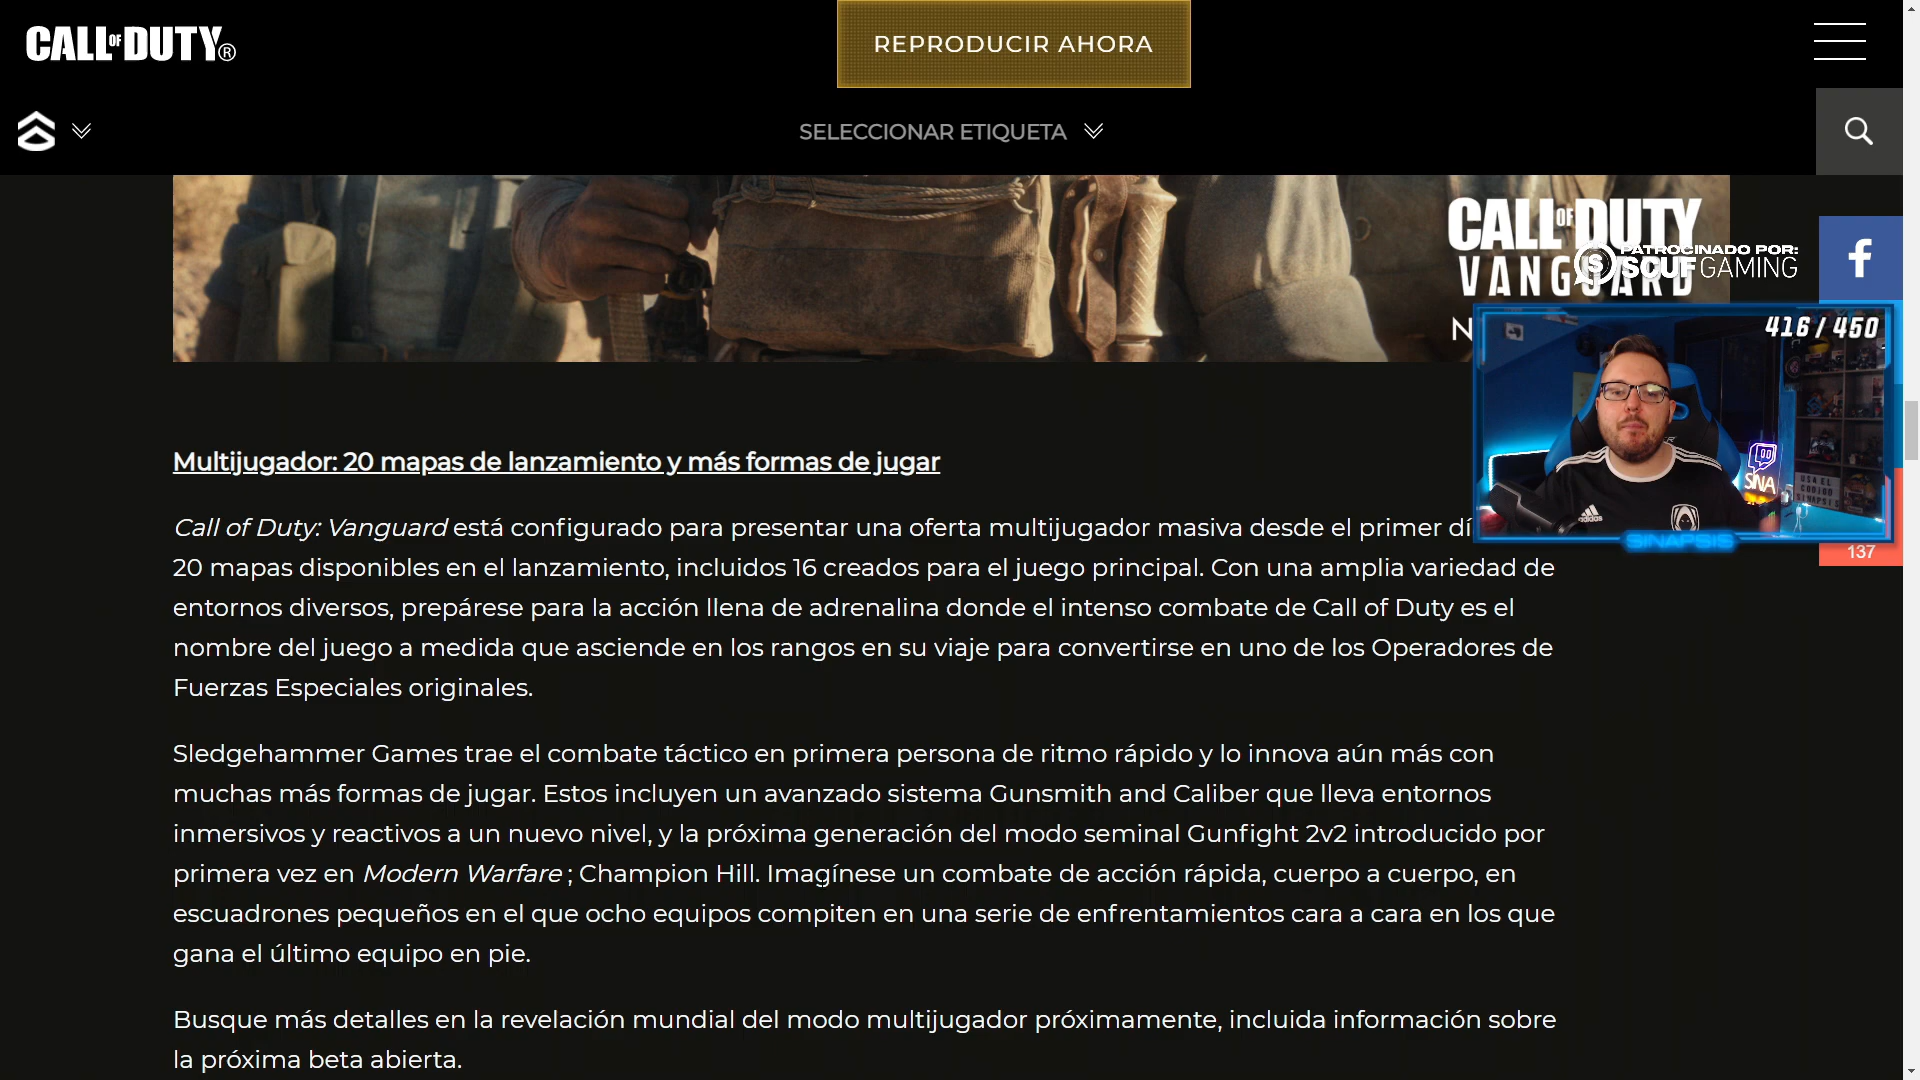 CALL OF DUTY®
REPRODUCIR AHORA
SELECCIONAR ETIQUETA
CALL OF DUTY
VANGUARD
PATROCINADO POR:
SCUF GAMING
N
416 / 450
SINA
USA EL
CODIGO
SINAPSIS
adidas
SINAPSIS
137
Multijugador: 20 mapas de lanzamiento y más formas de jugar
Call of Duty: Vanguard está configurado para presentar una oferta multijugador masiva desde el primer dí
20 mapas disponibles en el lanzamiento, incluidos 16 creados para el juego principal. Con una amplia variedad de
entornos diversos, prepárese para la acción llena de adrenalina donde el intenso combate de Call of Duty es el
nombre del juego a medida que asciende en los rangos en su viaje para convertirse en uno de los Operadores de
Fuerzas Especiales originales.
Sledgehammer Games trae el combate táctico en primera persona de ritmo rápido y lo innova aún más con
muchas más formas de jugar. Estos incluyen un avanzado sistema Gunsmith and Caliber que lleva entornos
inmersivos y reactivos a un nuevo nivel, y la próxima generación del modo seminal Gunfight 2v2 introducido por
primera vez en Modern Warfare ; Champion Hill. Imagínese un combate de acción rápida, cuerpo a cuerpo, en
escuadrones pequeños en el que ocho equipos compiten en una serie de enfrentamientos cara a cara en los que
gana el último equipo en pie.
Busque más detalles en la revelación mundial del modo multijugador próximamente, incluida información sobre
la próxima beta abierta.